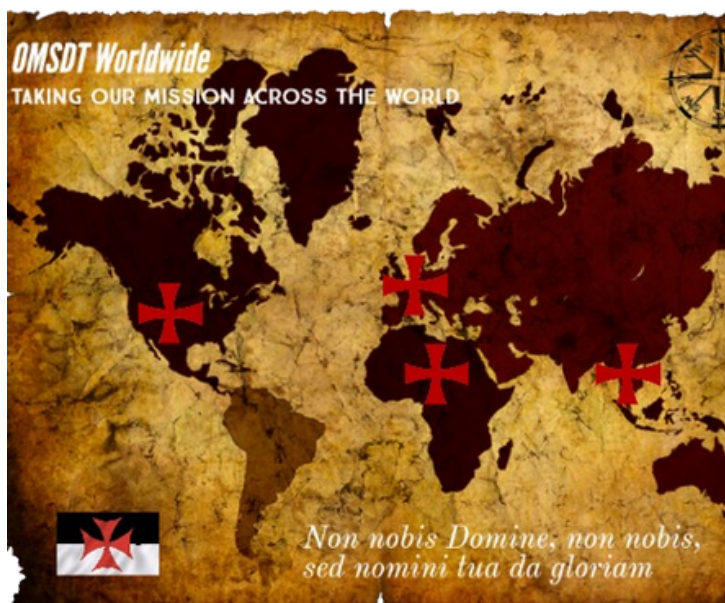 OMSDT Worldwide
TAKING OUR MISSION ACROSS THE WORLD
Non nobis Domine, non nobis,
sed nomini tua da gloriam